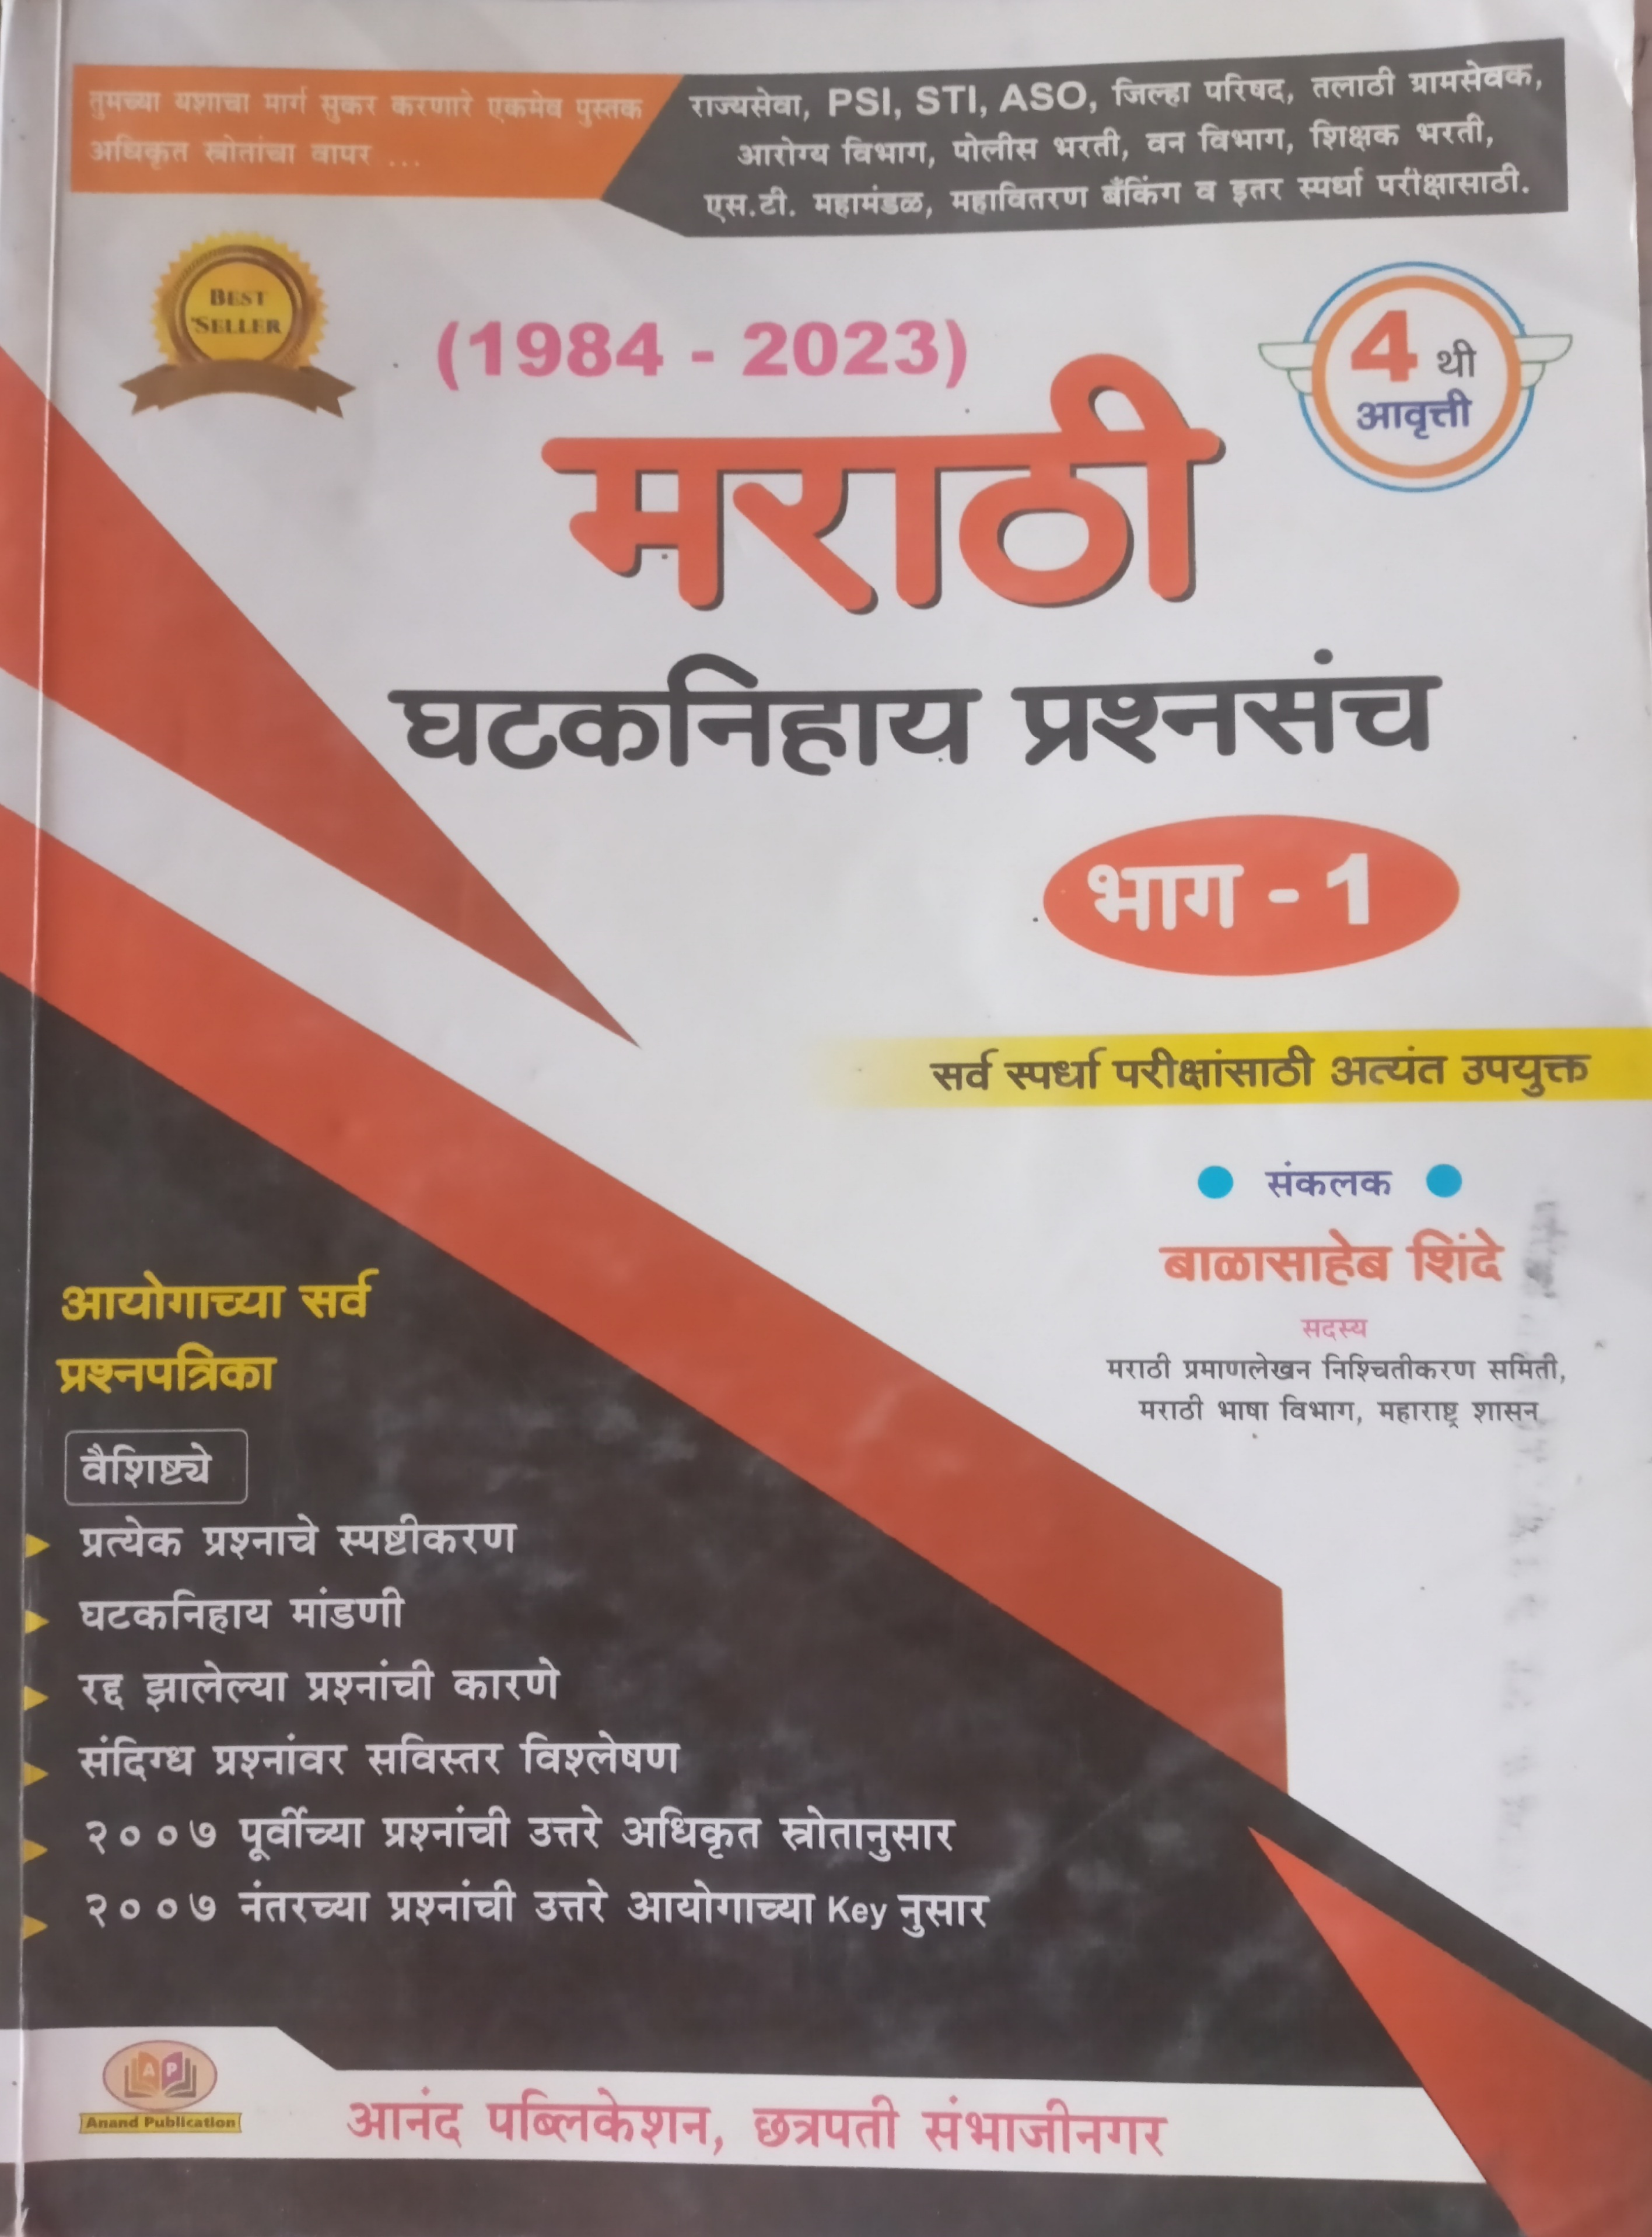 तुमच्या यशाचा मार्ग सुकर करणारे एकमेव पुस्तक
अधिकृत स्त्रोतांचा वापर ...
राज्यसेवा, PSI, STI, ASO, जिल्हा परिषद, तलाठी ग्रामसेवक,
आरोग्य विभाग, पोलीस भरती, वन विभाग, शिक्षक भरती,
एस.टी. महामंडळ, महावितरण बँकिंग व इतर स्पर्धा परीक्षासाठी.
BEST
SELLER
(1984 - 2023)
4 थी
आवृत्ती
मराठी
घटकनिहाय प्रश्नसंच
भाग - 1
सर्व स्पर्धा परीक्षांसाठी अत्यंत उपयुक्त
संकलक
बाळासाहेब शिंदे
सदस्य
मराठी प्रमाणलेखन निश्चितीकरण समिती,
मराठी भाषा विभाग, महाराष्ट्र शासन
आयोगाच्या सर्व
प्रश्नपत्रिका
वैशिष्ट्ये
प्रत्येक प्रश्नाचे स्पष्टीकरण
घटकनिहाय मांडणी
रद्द झालेल्या प्रश्नांची कारणे
संदिग्ध प्रश्नांवर सविस्तर विश्लेषण
२००७ पूर्वीच्या प्रश्नांची उत्तरे अधिकृत स्त्रोतानुसार
२००७ नंतरच्या प्रश्नांची उत्तरे आयोगाच्या Key नुसार
A P
Anand Publication
आनंद पब्लिकेशन, छत्रपती संभाजीनगर